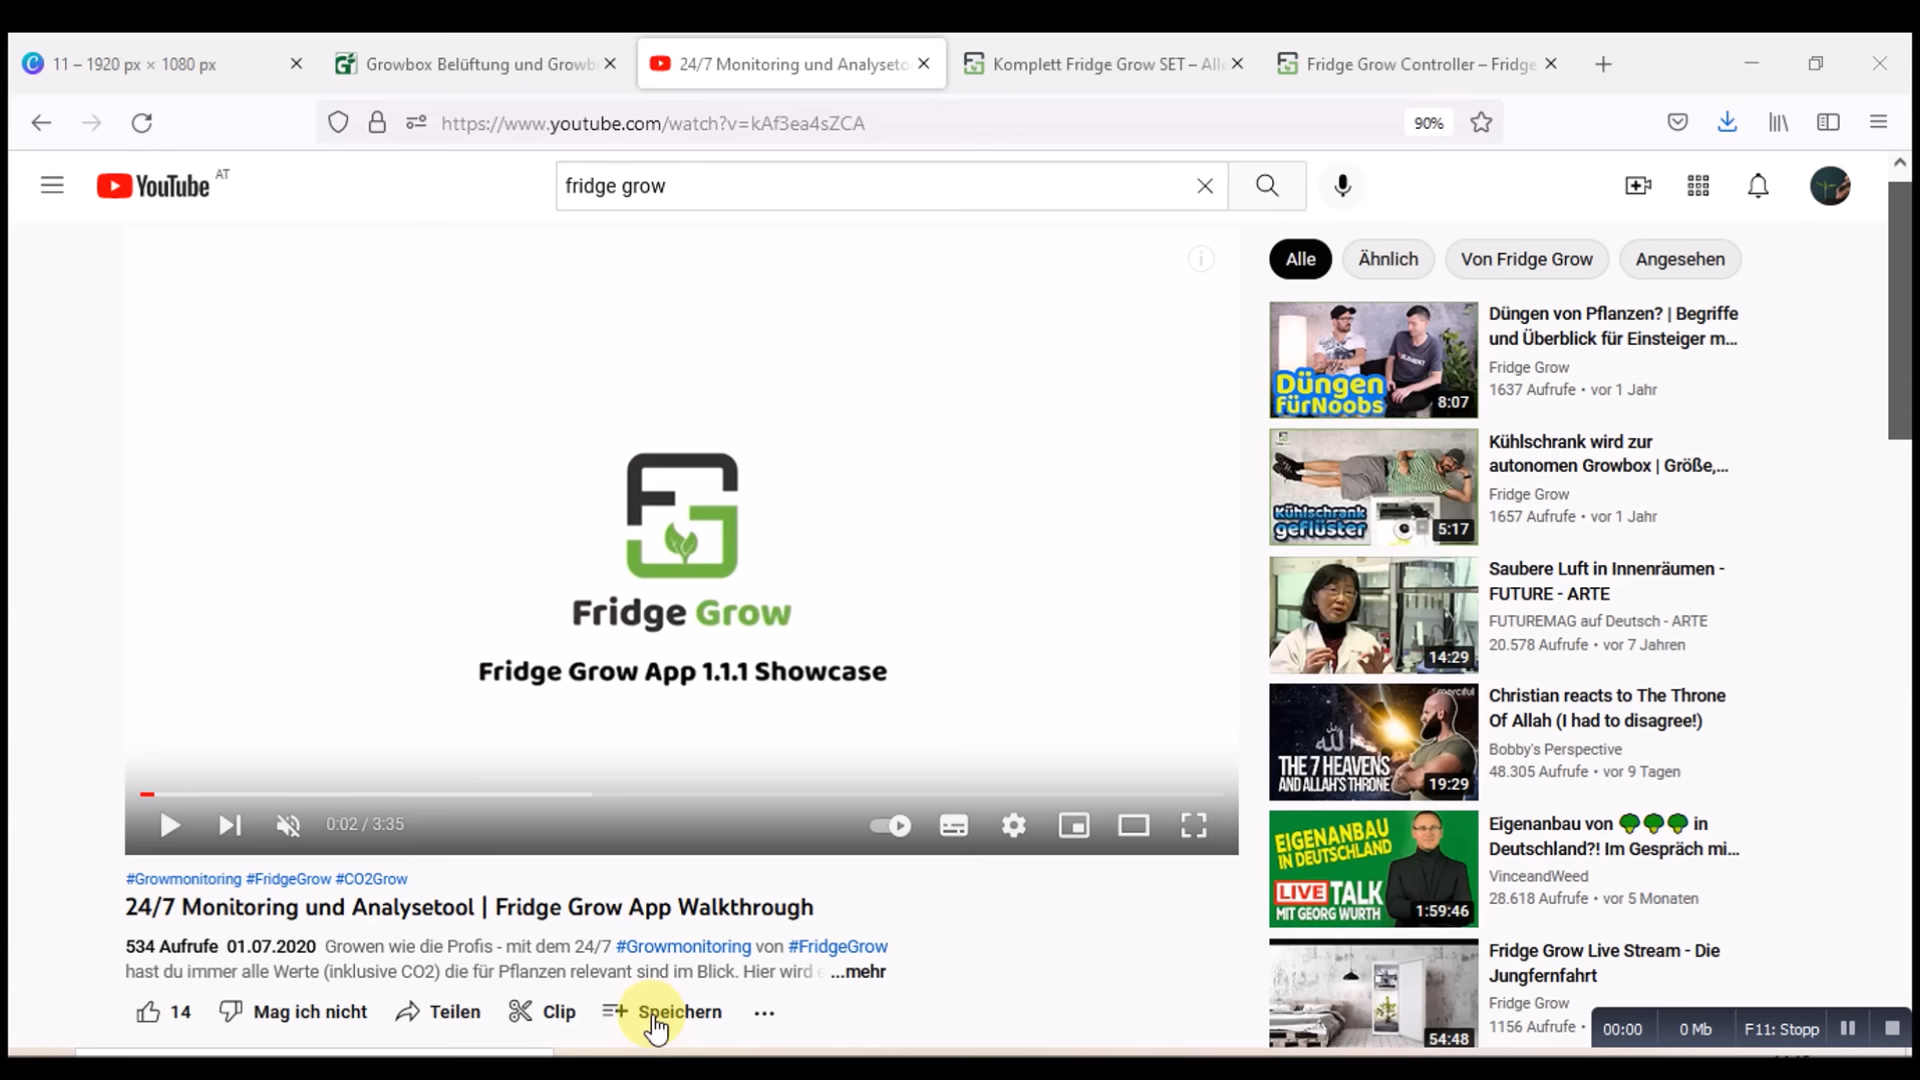 11 – 1920 px × 1080 px
Growbox Belüftung und Growb
24/7 Monitoring und Analyseto
Komplett Fridge Grow SET – All
Fridge Grow Controller – Fridge
https://www.youtube.com/watch?v=kAf3ea4sZCA
90%
YouTube AT
fridge grow
Fridge Grow
Fridge Grow App 1.1.1 Showcase
0:02 / 3:35
#Growmonitoring #FridgeGrow #CO2Grow
24/7 Monitoring und Analysetool | Fridge Grow App Walkthrough
534 Aufrufe 01.07.2020 Growen wie die Profis - mit dem 24/7 #Growmonitoring von #FridgeGrow
hast du immer alle Werte (inklusive CO2) die für Pflanzen relevant sind im Blick. Hier wird ...mehr
14 Mag ich nicht Teilen Clip Speichern
Alle Ähnlich Von Fridge Grow Angesehen
Düngen
fürNoobs
8:07
Düngen von Pflanzen? | Begriffe
und Überblick für Einsteiger m...
Fridge Grow
1637 Aufrufe • vor 1 Jahr
Kühlschrank
geflüster
5:17
Kühlschrank wird zur
autonomen Growbox | Größe,...
Fridge Grow
1657 Aufrufe • vor 1 Jahr
14:29
Saubere Luft in Innenräumen -
FUTURE - ARTE
FUTUREMAG auf Deutsch - ARTE
20.578 Aufrufe • vor 7 Jahren
الله
THE 7 HEAVENS
AND ALLAH'S THRONE
19:29
Christian reacts to The Throne
Of Allah (I had to disagree!)
Bobby's Perspective
48.305 Aufrufe • vor 9 Tagen
EIGENANBAU
IN DEUTSCHLAND
LIVE TALK
MIT GEORG WURTH
1:59:46
Eigenanbau von 🥦🥦🥦 in
Deutschland?! Im Gespräch mi...
VinceandWeed
28.618 Aufrufe • vor 5 Monaten
54:48
Fridge Grow Live Stream - Die
Jungfernfahrt
Fridge Grow
1156 Aufrufe •
00:00 0 Mb F11: Stopp